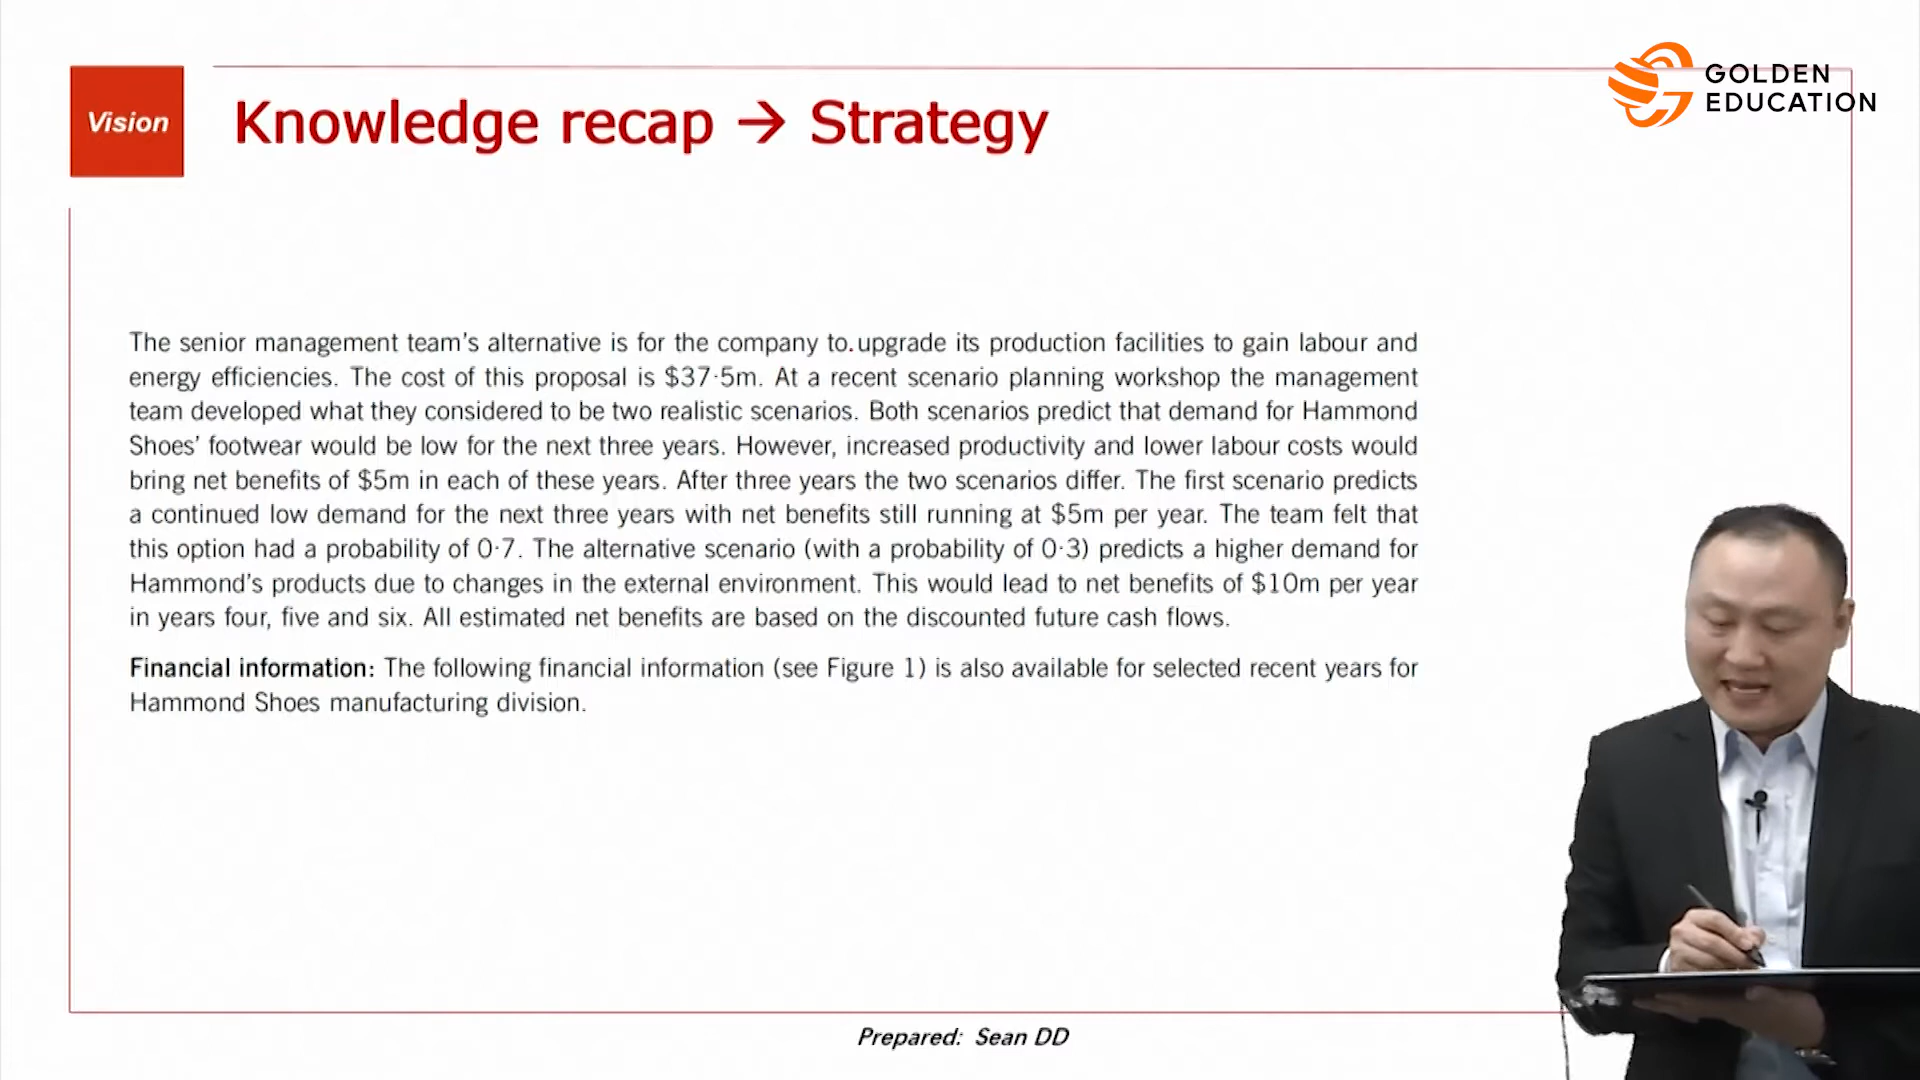 Vision
Knowledge recap → Strategy
GOLDEN
EDUCATION
The senior management team's alternative is for the company to upgrade its production facilities to gain labour and
energy efficiencies. The cost of this proposal is $37·5m. At a recent scenario planning workshop the management
team developed what they considered to be two realistic scenarios. Both scenarios predict that demand for Hammond
Shoes' footwear would be low for the next three years. However, increased productivity and lower labour costs would
bring net benefits of $5m in each of these years. After three years the two scenarios differ. The first scenario predicts
a continued low demand for the next three years with net benefits still running at $5m per year. The team felt that
this option had a probability of 0·7. The alternative scenario (with a probability of 0·3) predicts a higher demand for
Hammond's products due to changes in the external environment. This would lead to net benefits of $10m per year
in years four, five and six. All estimated net benefits are based on the discounted future cash flows.
Financial information: The following financial information (see Figure 1) is also available for selected recent years for
Hammond Shoes manufacturing division.
Prepared: Sean DD